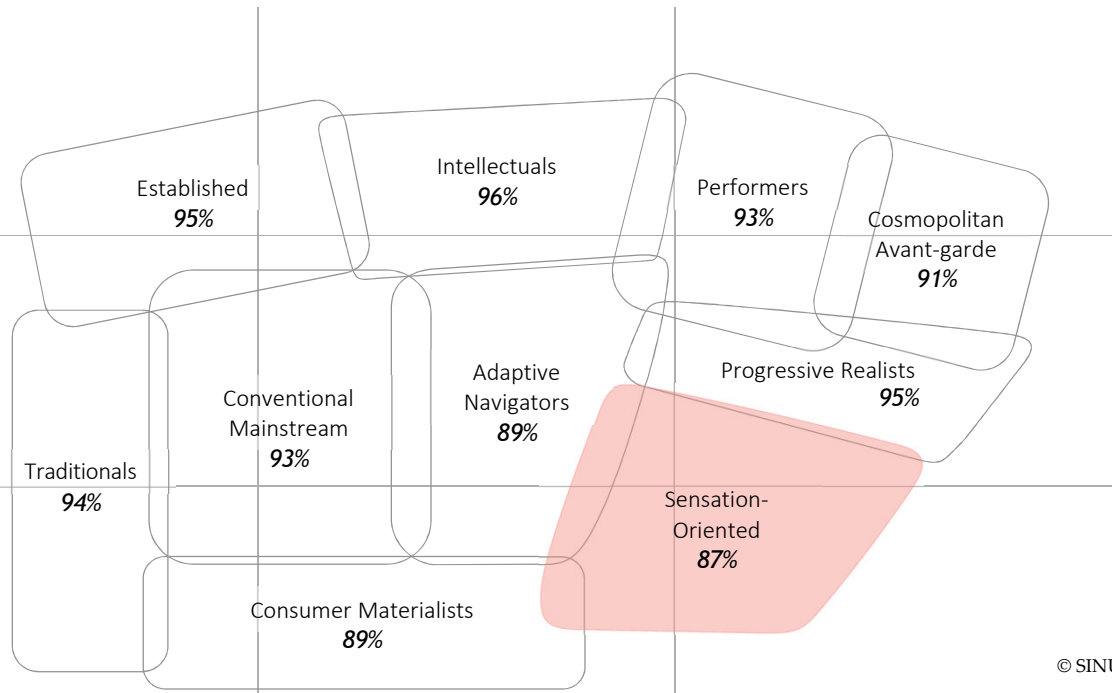 Established
95%
Intellectuals
96%
Performers
93%
Cosmopolitan
Avant-garde
91%
Progressive Realists
95%
Adaptive
Navigators
89%
Conventional
Mainstream
93%
Traditionals
94%
Sensation-
Oriented
87%
Consumer Materialists
89%
©